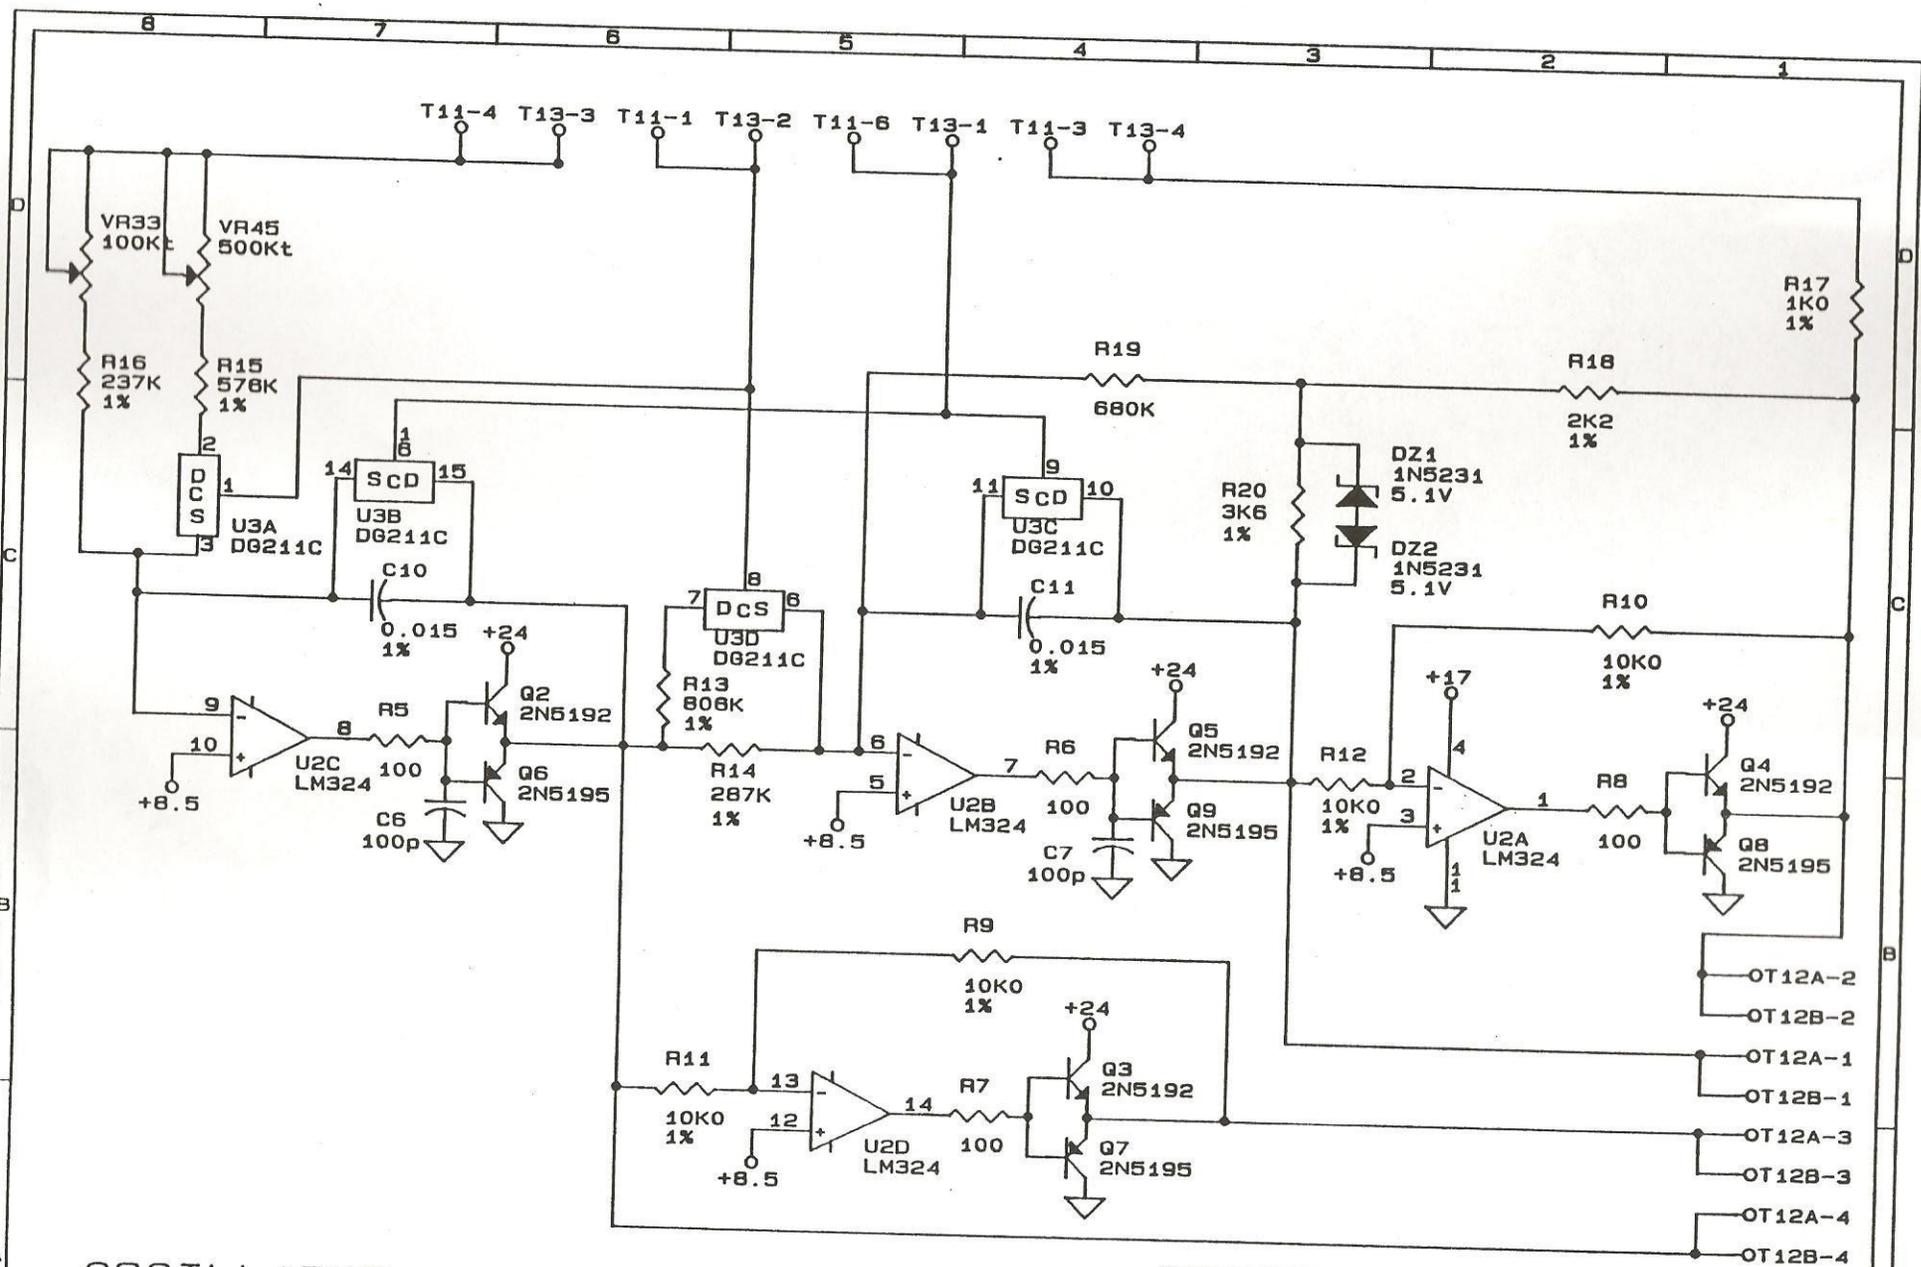 8 7 6 5 4 3 2 1
T11-4 T13-3 T11-1 T13-2 T11-6 T13-1 T11-3 T13-4
D
D
VR33
100Kt
VR45
500Kt
R17
1K0
1%
R16
237K
1%
R15
576K
1%
R19
680K
R18
2K2
1%
2
D
C
S
1
3
U3A
DG211C
1
6
14
SCD
15
U3B
DG211C
9
11
SCD
10
U3C
DG211C
R20
3K6
1%
DZ1
1N5231
5.1V
DZ2
1N5231
5.1V
C
C
C10
0.015
1%
+24
8
7
DCS
6
U3D
DG211C
C11
0.015
1%
+24
R10
10K0
1%
R13
806K
1%
+17
+24
9
-
10
+
+8.5
8
U2C
LM324
R5
100
C6
100p
Q2
2N5192
Q6
2N5195
R14
287K
1%
6
-
5
+
+8.5
7
U2B
LM324
R6
100
C7
100p
Q5
2N5192
Q9
2N5195
R12
10K0
1%
2
-
3
+
+8.5
4
1
1
1
U2A
LM324
R8
100
Q4
2N5192
Q8
2N5195
B
B
R9
10K0
1%
+24
R11
10K0
1%
13
-
12
+
+8.5
14
U2D
LM324
R7
100
Q3
2N5192
Q7
2N5195
OT12A-2
OT12B-2
OT12A-1
OT12B-1
OT12A-3
OT12B-3
OT12A-4
OT12B-4